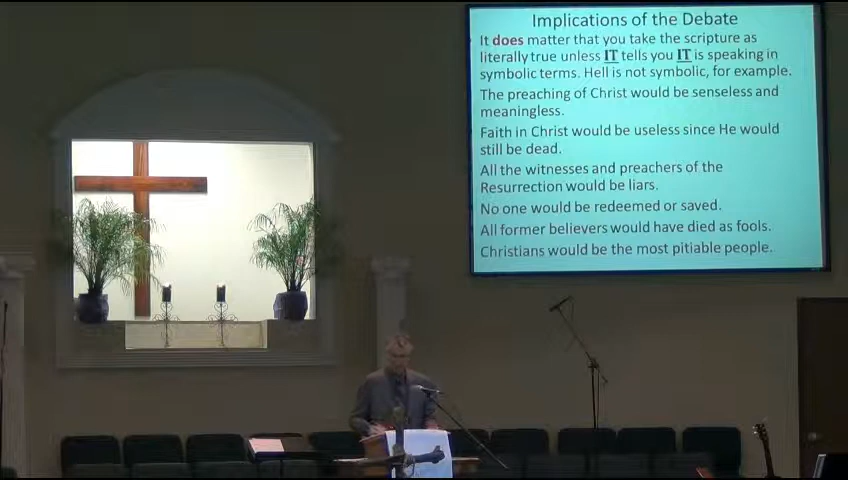 Implications of the Debate
It does matter that you take the scripture as
literally true unless IT tells you IT is speaking in
symbolic terms. Hell is not symbolic, for example.
The preaching of Christ would be senseless and
meaningless.
Faith in Christ would be useless since He would
still be dead.
All the witnesses and preachers of the
Resurrection would be liars.
No one would be redeemed or saved.
All former believers would have died as fools.
Christians would be the most pitiable people.